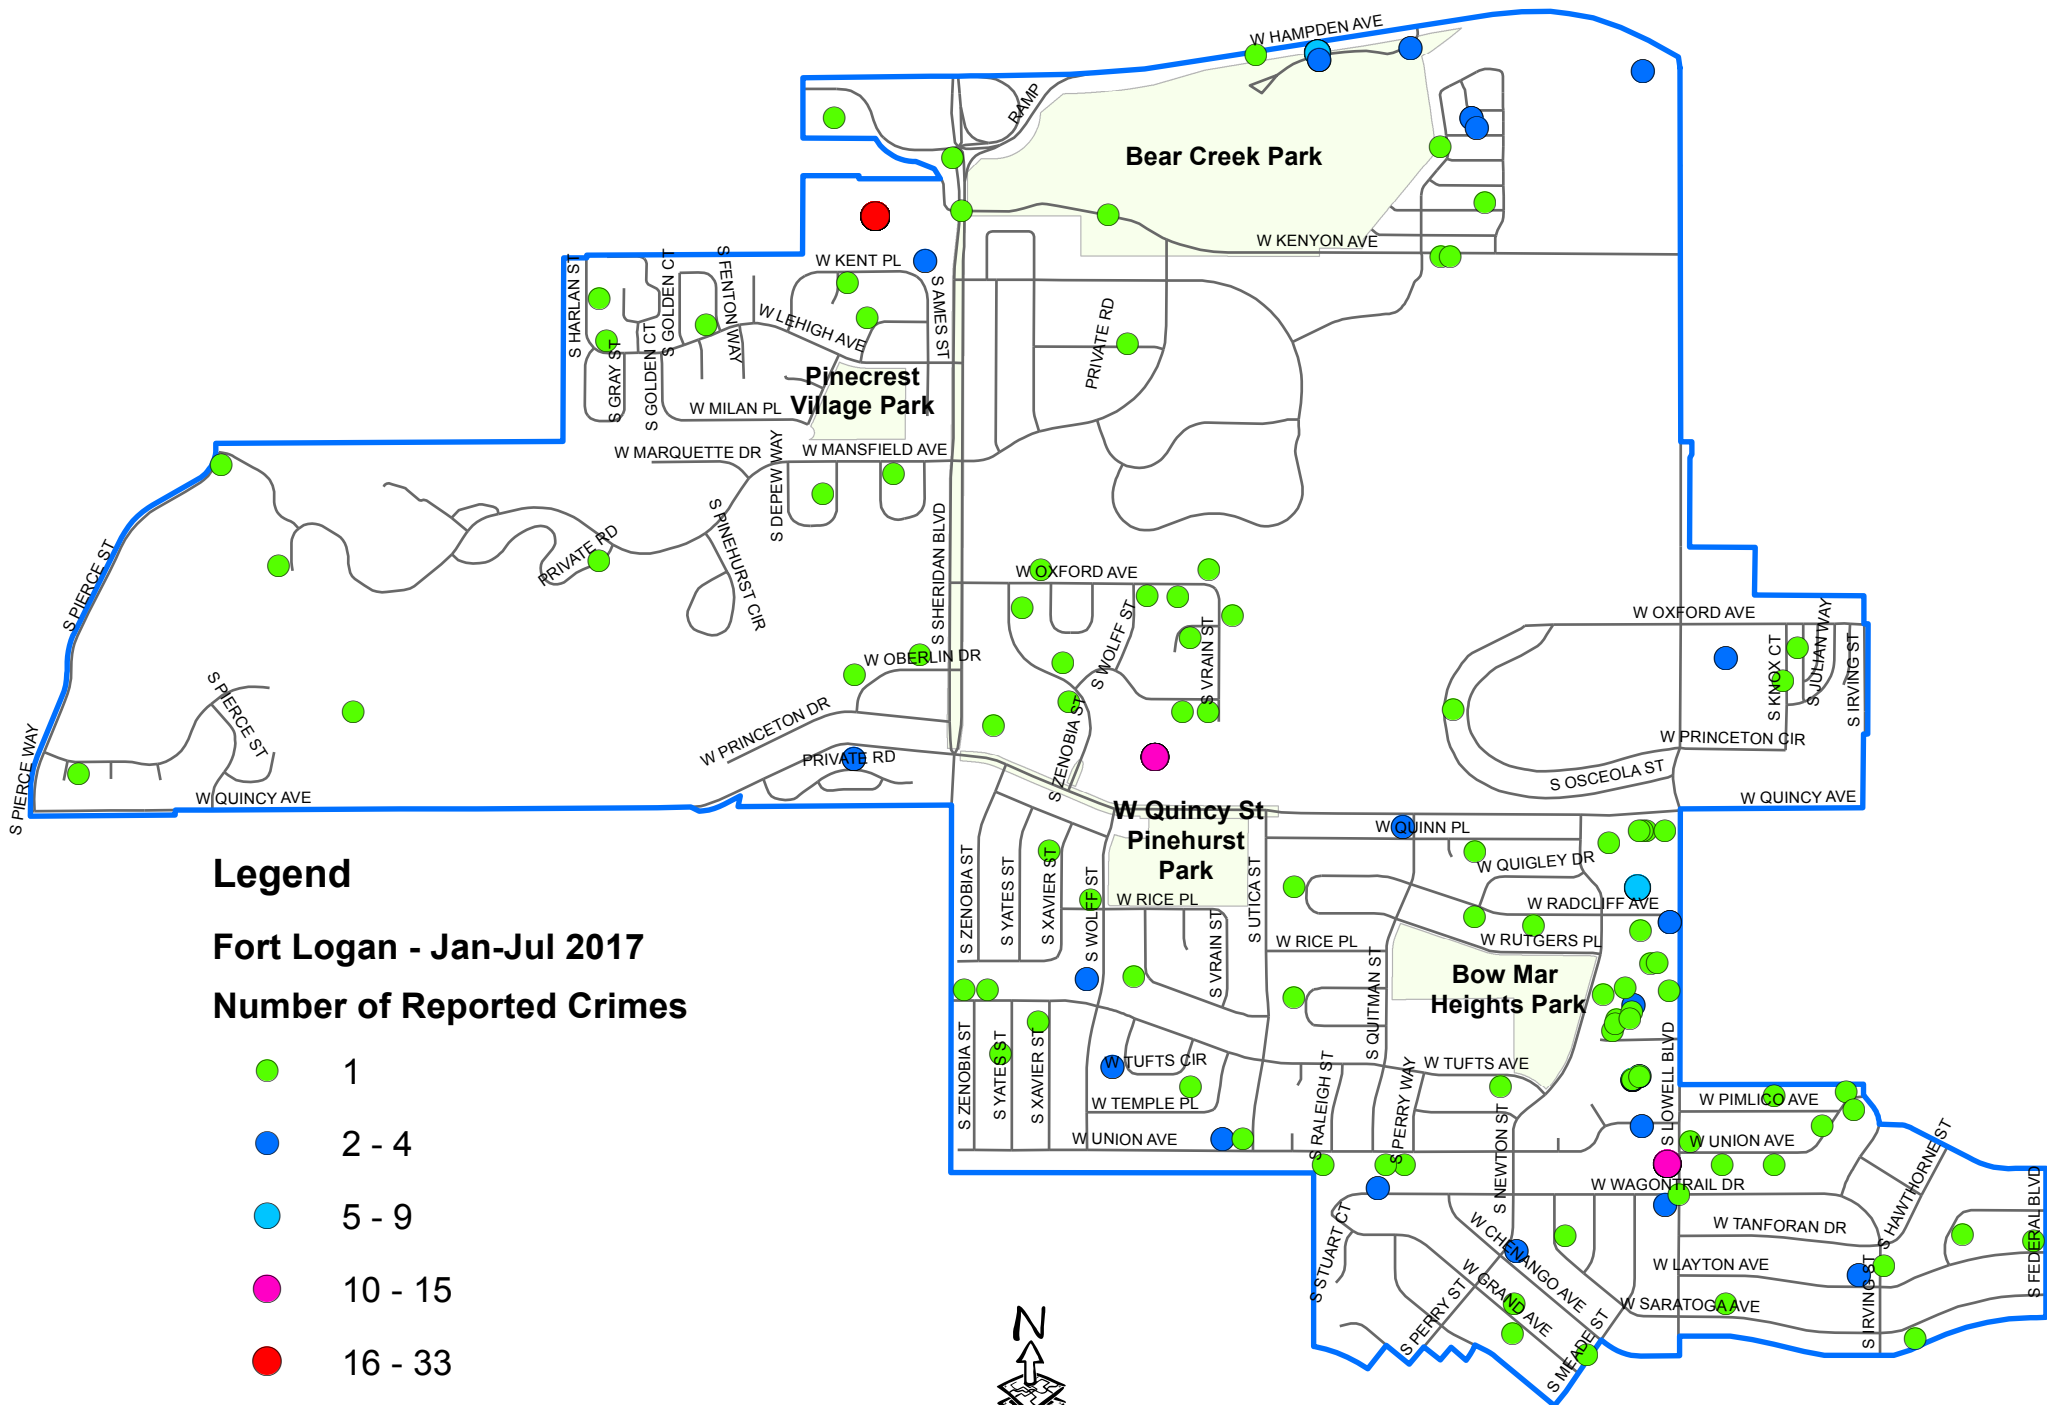 W HAMPDEN AVE
RAMP
Bear Creek Park
W KENYON AVE
W KENT PL
S HARLAN ST
S GOLDEN CT
S FENTON WAY
W LEHIGH AVE
S AMES ST
PRIVATE RD
S GRAY ST
S GOLDEN CT
Pinecrest
Village Park
W MILAN PL
W MARQUETTE DR
S DEPEW WAY
W MANSFIELD AVE
S PINEHURST CIR
PRIVATE RD
S SHERIDAN BLVD
S PIERCE ST
W OXFORD AVE
S WOLFF ST
S VRAIN ST
W OBERLIN DR
S ZENOBIA ST
W PRINCETON DR
PRIVATE RD
S PIERCE ST
S PIERCE WAY
W QUINCY AVE
W OXFORD AVE
S KNOX CT
S JULIAN WAY
S IRVING ST
W PRINCETON CIR
S OSCEOLA ST
W QUINCY AVE
W Quincy St
Pinehurst
Park
W QUINN PL
W QUIGLEY DR
S ZENOBIA ST
S YATES ST
S XAVIER ST
S WOLFF ST
W RICE PL
S VRAIN ST
S UTICA ST
W RADCLIFF AVE
W RICE PL
W RUTGERS PL
S QUITMAN ST
Bow Mar
Heights Park
S ZENOBIA ST
S YATES ST
S XAVIER ST
W TUFTS CIR
W TEMPLE PL
W UNION AVE
S RALEIGH ST
S PERRY WAY
W TUFTS AVE
S NEWTON ST
S LOWELL BLVD
W PIMLICO AVE
W UNION AVE
W WAGONTRAIL DR
S HAWTHORNE ST
W TANFORAN DR
W LAYTON AVE
W SARATOGA AVE
S IRVING ST
S FEDERAL BLVD
S STUART CT
S PERRY ST
W CHENANGO AVE
W GRAND AVE
S MEADE ST
Legend
Fort Logan - Jan-Jul 2017
Number of Reported Crimes
1
2 - 4
5 - 9
10 - 15
16 - 33
N